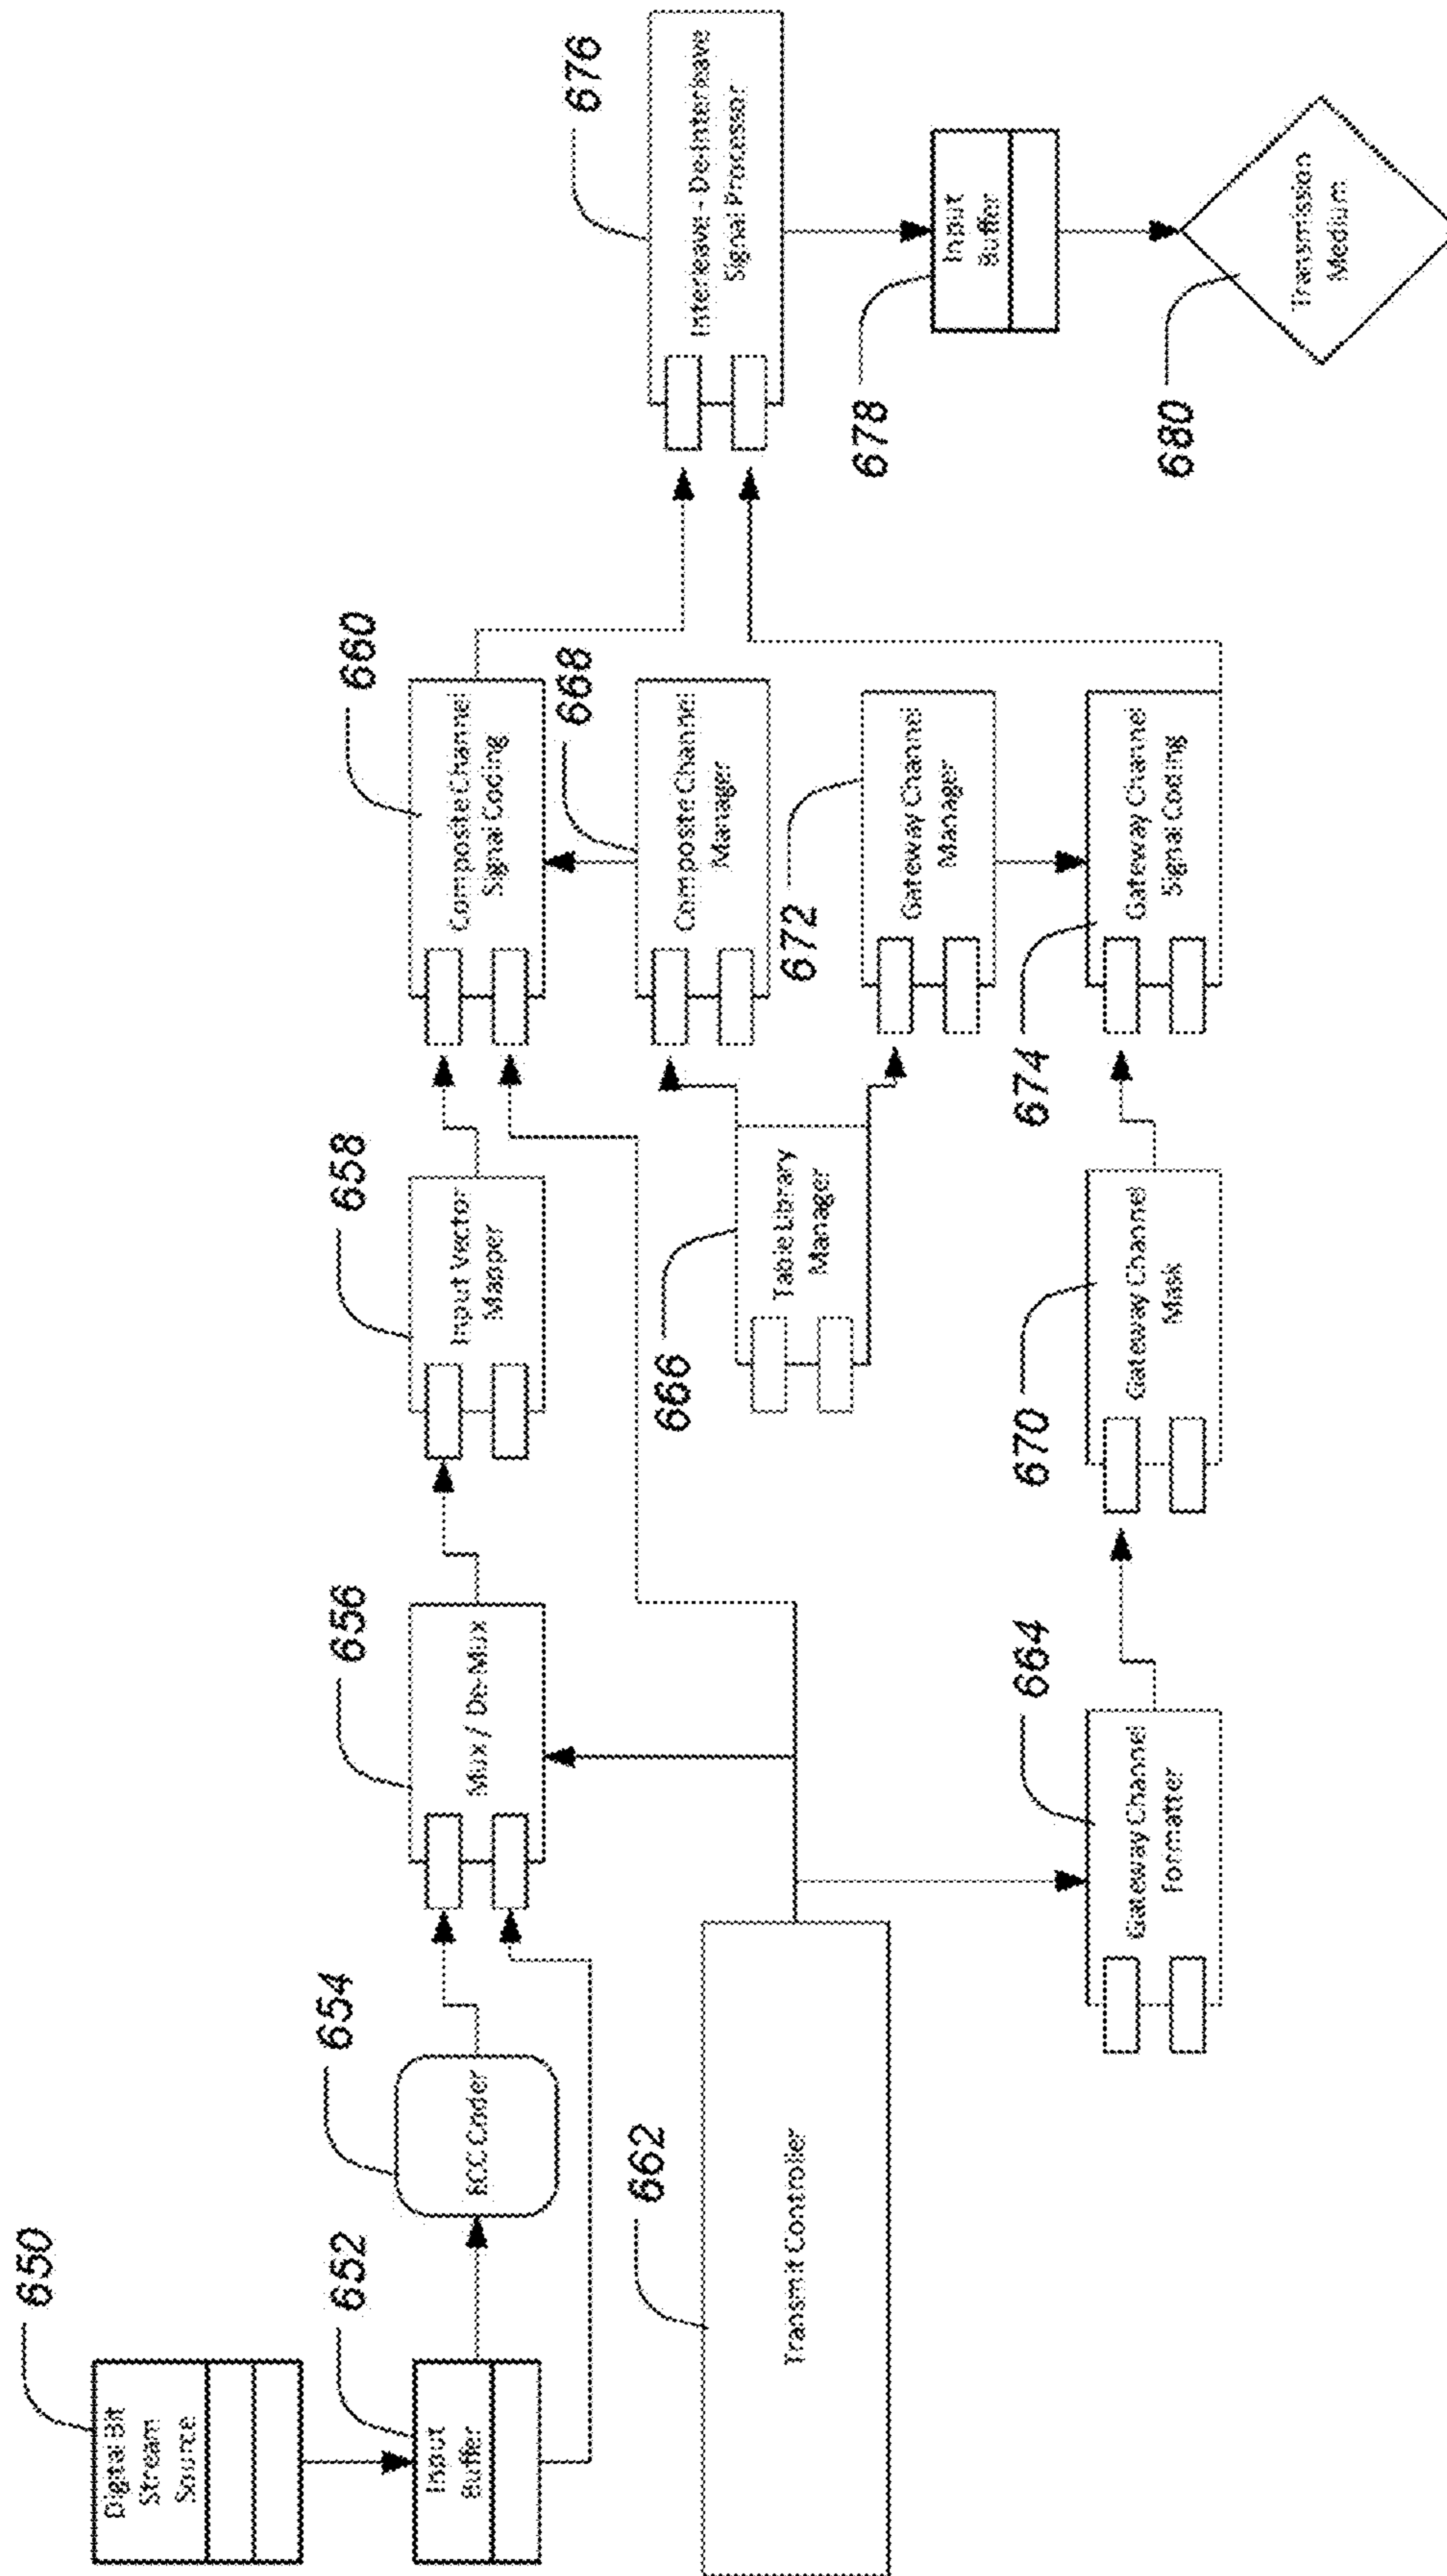 650
Digital Bit
Stream
Source
652
Input
Buffer
654
ECC Coder
656
Mux / De-Mux
658
Input Vector
Mapper
660
Composite Channel
Signal Coding
662
Transmit Controller
666
Table Library
Manager
668
Composite Channel
Manager
672
Gateway Channel
Manager
664
Gateway Channel
Formatter
670
Gateway Channel
Mask
674
Gateway Channel
Signal Coding
676
Interleave - De-Interleave
Signal Processor
678
Input
Buffer
680
Transmission
Medium